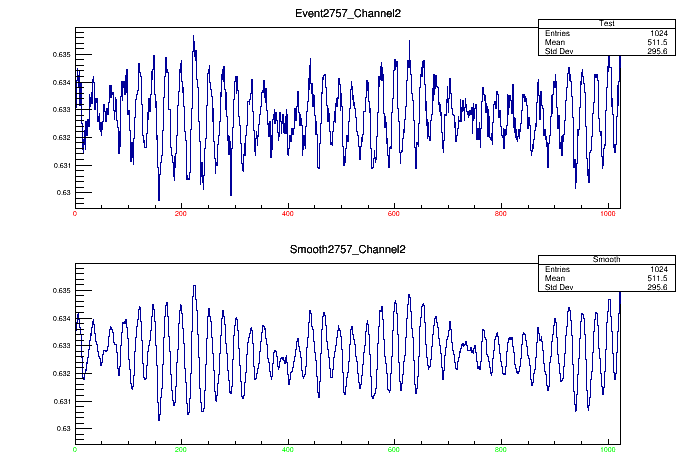 Event2757_Channel2
Test
Entries 1024
Mean 511.5
Std Dev 295.6
0.635
0.634
0.633
0.632
0.631
0.63
0 200 400 600 800 1000
Smooth2757_Channel2
Smooth
Entries 1024
Mean 511.5
Std Dev 295.6
0.635
0.634
0.633
0.632
0.631
0.63
0 200 400 600 800 1000